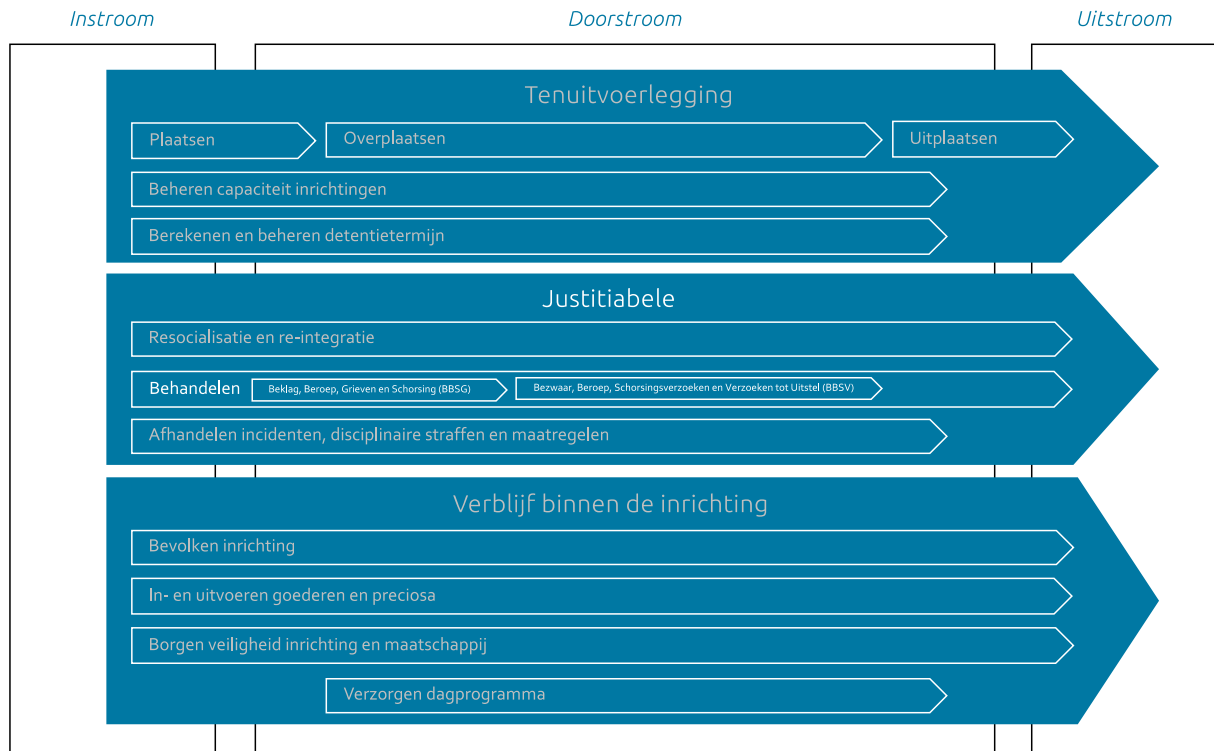 Instroom
Doorstroom
Uitstroom
Tenuitvoerlegging
Plaatsen
Overplaatsen
Uitplaatsen
Beheren capaciteit inrichtingen
Berekenen en beheren detentietermijn
Justitiabele
Resocialisatie en re-integratie
Behandelen
Beklag, Beroep, Grieven en Schorsing (BBSG)
Bezwaar, Beroep, Schorsingsverzoeken en Verzoeken tot Uitstel (BBSV)
Afhandelen incidenten, disciplinaire straffen en maatregelen
Verblijf binnen de inrichting
Bevolken inrichting
In- en uitvoeren goederen en preciosa
Borgen veiligheid inrichting en maatschappij
Verzorgen dagprogramma